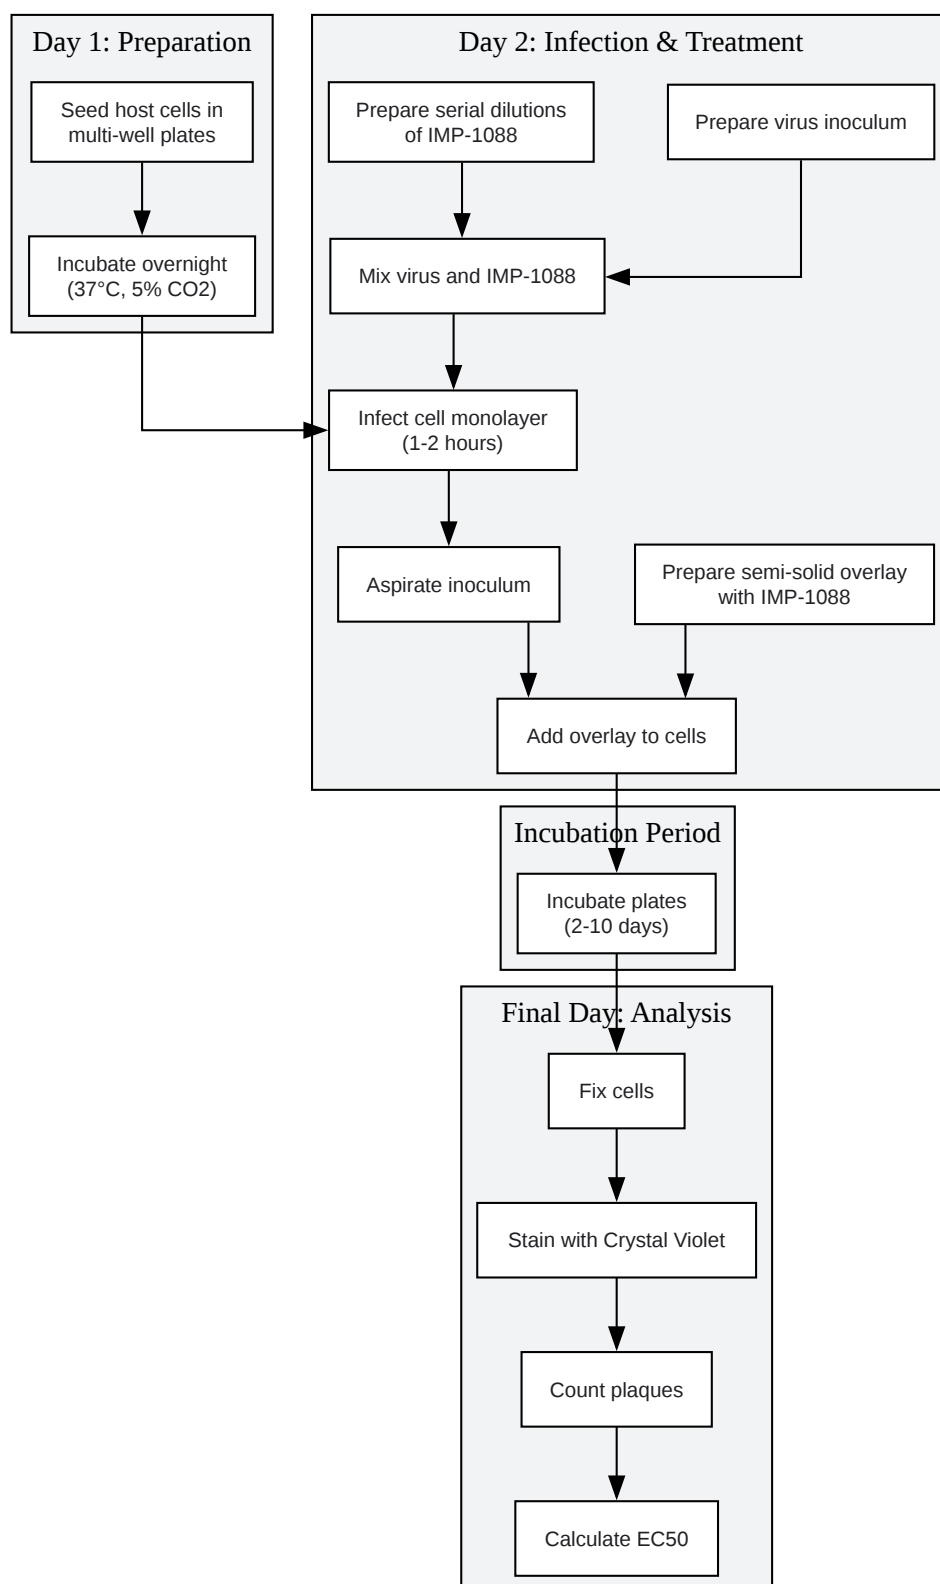 Day 1: Preparation
Seed host cells in
multi-well plates
Incubate overnight
(37°C, 5% CO2)
Day 2: Infection & Treatment
Prepare serial dilutions
of IMP-1088
Prepare virus inoculum
Mix virus and IMP-1088
Infect cell monolayer
(1-2 hours)
Aspirate inoculum
Prepare semi-solid overlay
with IMP-1088
Add overlay to cells
Incubation Period
Incubate plates
(2-10 days)
Final Day: Analysis
Fix cells
Stain with Crystal Violet
Count plaques
Calculate EC50